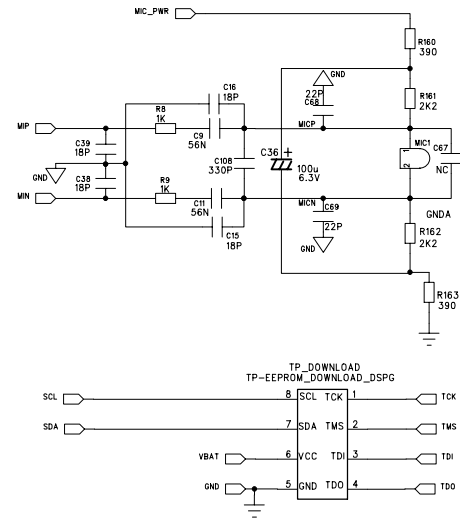 MIC_PWR
R160
390
C16
18P
GND
22P
C68
R161
2K2
R8
1K
MIP
C9
56N
MICP
MIC1
C67
1
2
NC
C39
18P
C36
+
100u
6.3V
C108
330P
GND
C38
18P
R9
1K
MIN
C11
56N
MICN
C69
22P
GNDA
C15
18P
GND
R162
2K2
R163
390
TP_DOWNLOAD
TP-EEPROM_DOWNLOAD_DSPG
SCL 8 SCL TCK 1 TCK
SDA 7 SDA TMS 2 TMS
VBAT 6 VCC TDI 3 TDI
GND 5 GND TDO 4 TDO